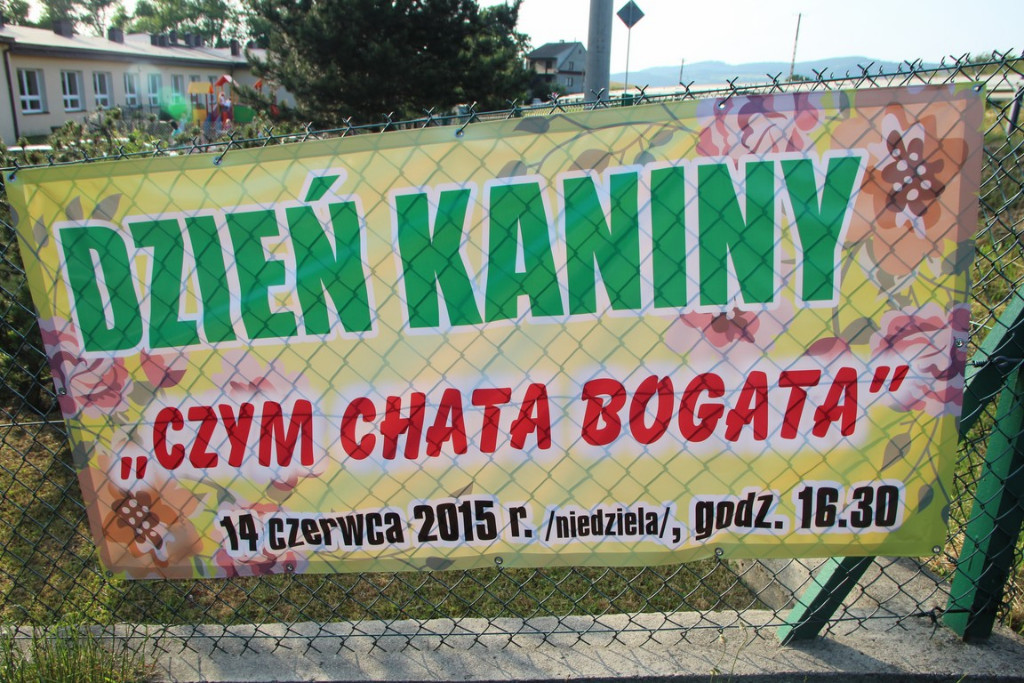 DZIEŃ KANINY
„CZYM CHATA BOGATA”
14 czerwca 2015 r. /niedziela/, godz. 16.30